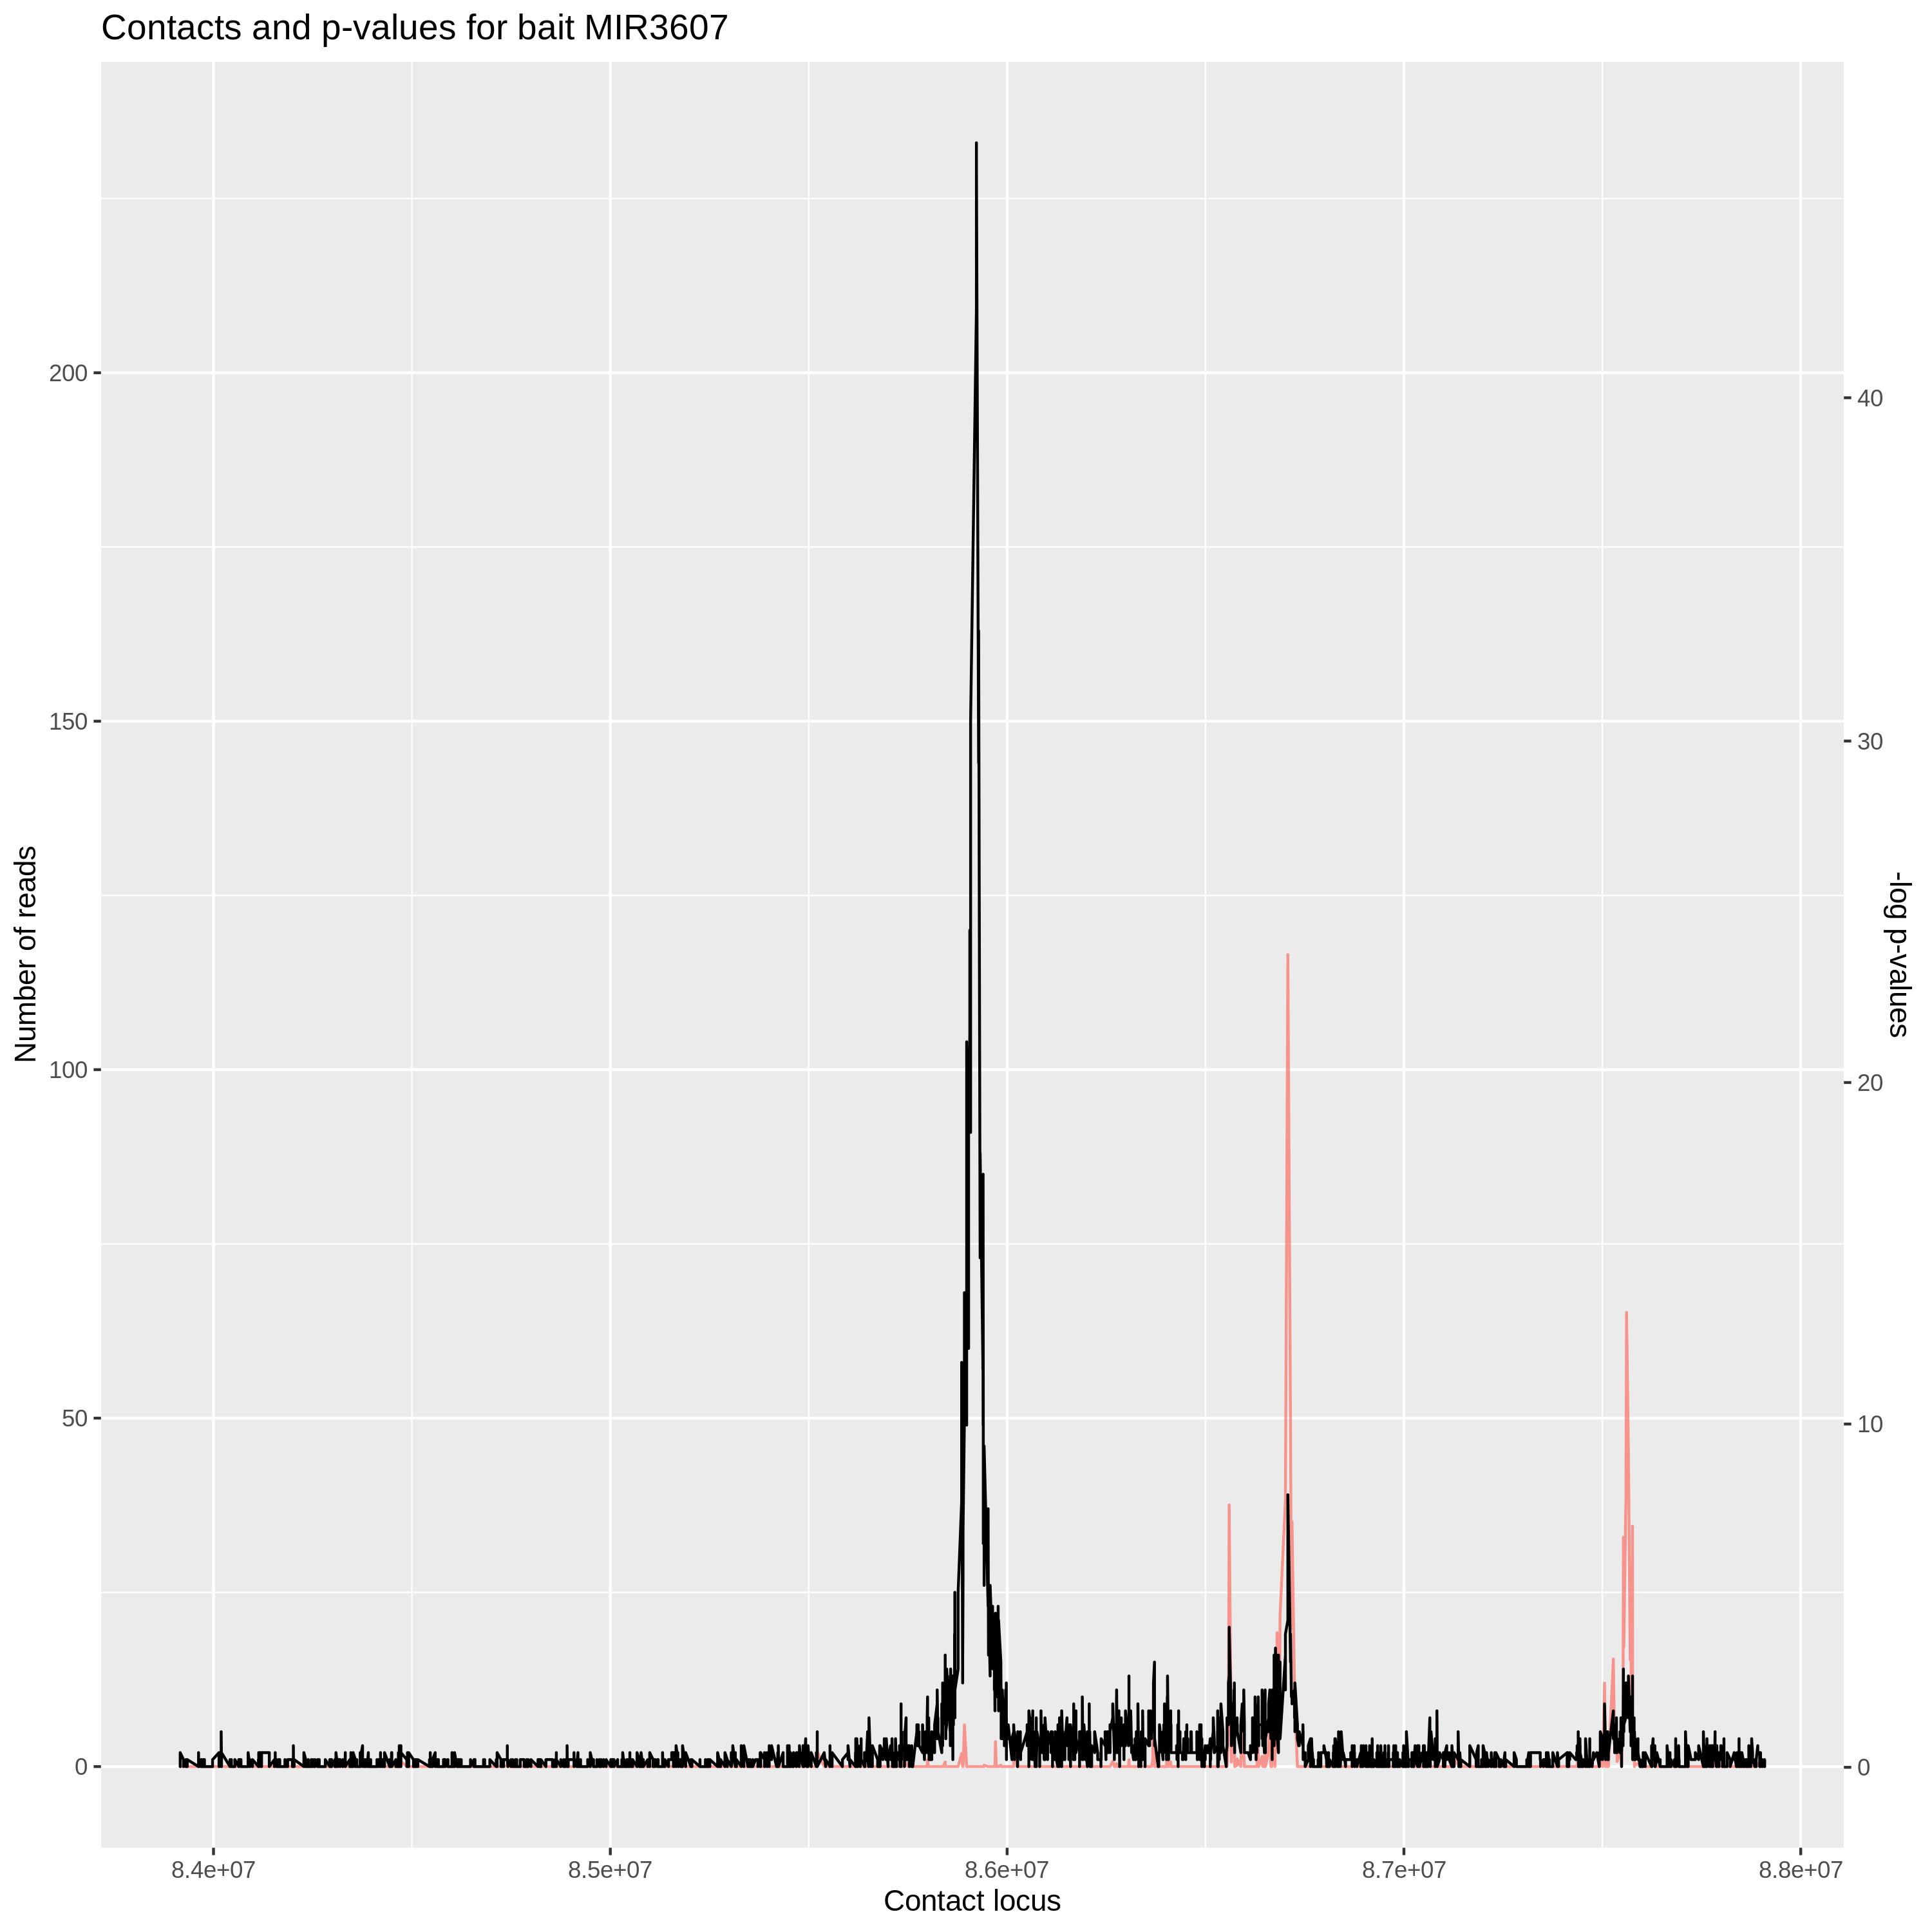 Contacts and p-values for bait MIR3607
200
150
100
50
0
Number of reads
40
30
20
10
0
-log p-values
8.4e+07
8.5e+07
8.6e+07
8.7e+07
8.8e+07
Contact locus